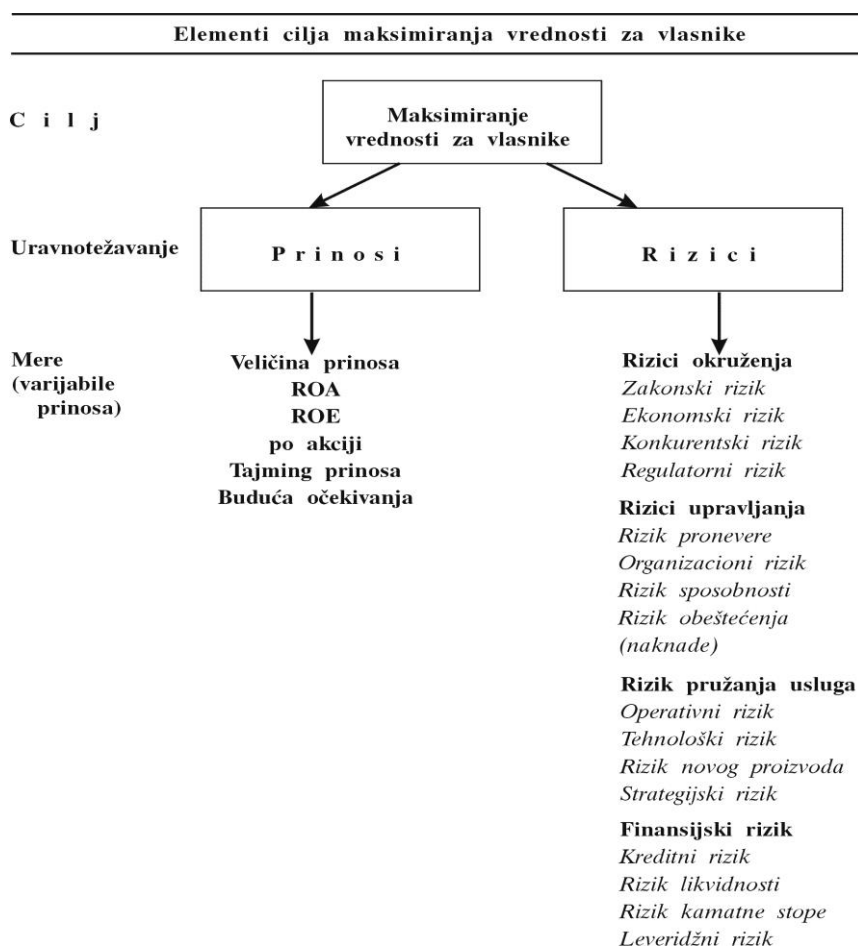 Elementi cilja maksimiranja vrednosti za vlasnike
C i l j
Maksimiranje
vrednosti za vlasnike
Uravnotežavanje
P r i n o s i
R i z i c i
Mere
(varijabile
prinosa)
Veličina prinosa
ROA
ROE
po akciji
Tajming prinosa
Buduća očekivanja
Rizici okruženja
Zakonski rizik
Ekonomski rizik
Konkurentski rizik
Regulatorni rizik
Rizici upravljanja
Rizik pronevere
Organizacioni rizik
Rizik sposobnosti
Rizik obeštećenja
(naknade)
Rizik pružanja usluga
Operativni rizik
Tehnološki rizik
Rizik novog proizvoda
Strategijski rizik
Finansijski rizik
Kreditni rizik
Rizik likvidnosti
Rizik kamatne stope
Leveridžni rizik